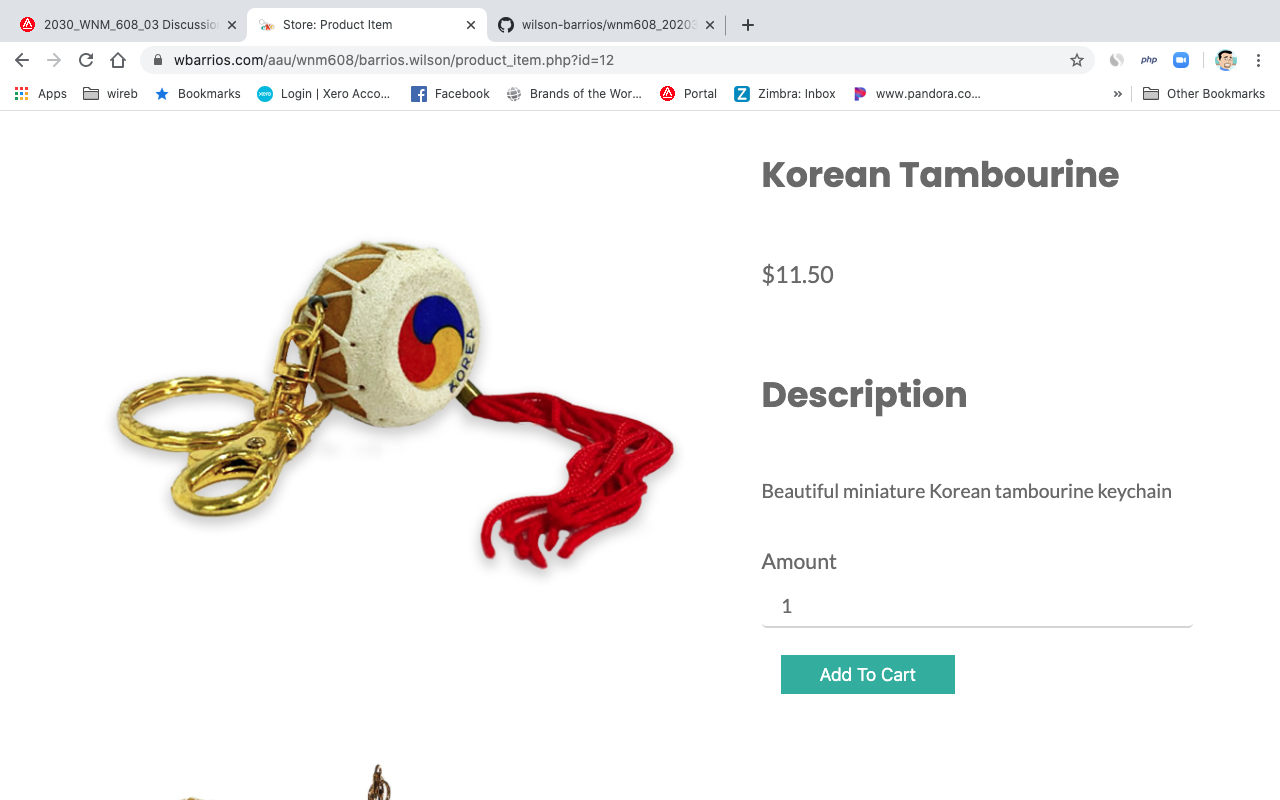 2030_WNM_608_03 Discussio
Store: Product Item
wilson-barrios/wnm608_20203
wbarrios.com/aau/wnm608/barrios.wilson/product_item.php?id=12
php
Apps
wireb
Bookmarks
Login | Xero Acco...
Facebook
Brands of the Wor...
Portal
Zimbra: Inbox
www.pandora.co...
»
Other Bookmarks
xero
Korean Tambourine
$11.50
KOREA
Description
Beautiful miniature Korean tambourine keychain
Amount
1
Add To Cart